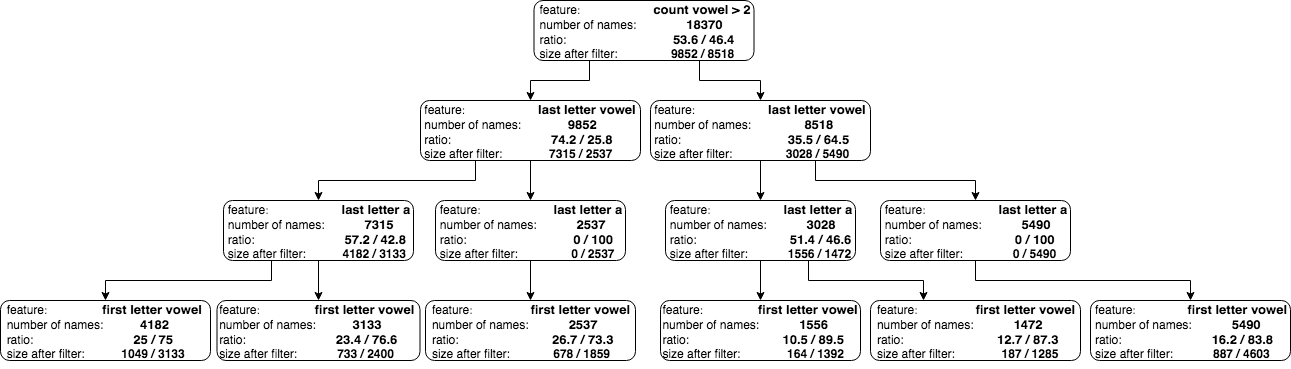 feature: count vowel > 2
number of names: 18370
ratio: 53.6 / 46.4
size after filter: 9852 / 8518
feature: last letter vowel
number of names: 9852
ratio: 74.2 / 25.8
size after filter: 7315 / 2537
feature: last letter vowel
number of names: 8518
ratio: 35.5 / 64.5
size after filter: 3028 / 5490
feature: last letter a
number of names: 7315
ratio: 57.2 / 42.8
size after filter: 4182 / 3133
feature: last letter a
number of names: 2537
ratio: 0 / 100
size after filter: 0 / 2537
feature: last letter a
number of names: 3028
ratio: 51.4 / 46.6
size after filter: 1556 / 1472
feature: last letter a
number of names: 5490
ratio: 0 / 100
size after filter: 0 / 5490
feature: first letter vowel
number of names: 4182
ratio: 25 / 75
size after filter: 1049 / 3133
feature: first letter vowel
number of names: 3133
ratio: 23.4 / 76.6
size after filter: 733 / 2400
feature: first letter vowel
number of names: 2537
ratio: 26.7 / 73.3
size after filter: 678 / 1859
feature: first letter vowel
number of names: 1556
ratio: 10.5 / 89.5
size after filter: 164 / 1392
feature: first letter vowel
number of names: 1472
ratio: 12.7 / 87.3
size after filter: 187 / 1285
feature: first letter vowel
number of names: 5490
ratio: 16.2 / 83.8
size after filter: 887 / 4603